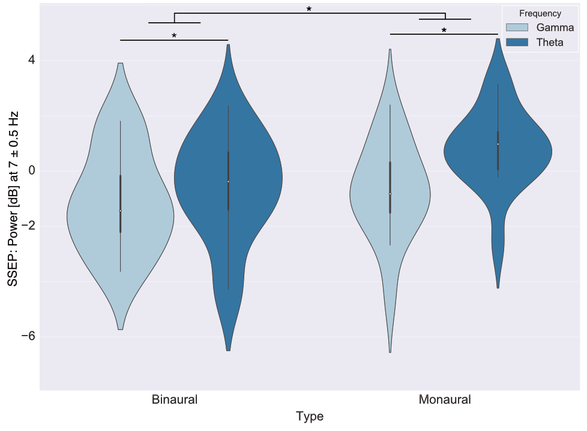 *
Frequency
Gamma
Theta
*
*
4
0
−2
−6
SSEP: Power [dB] at 7 ± 0.5 Hz
Binaural
Monaural
Type